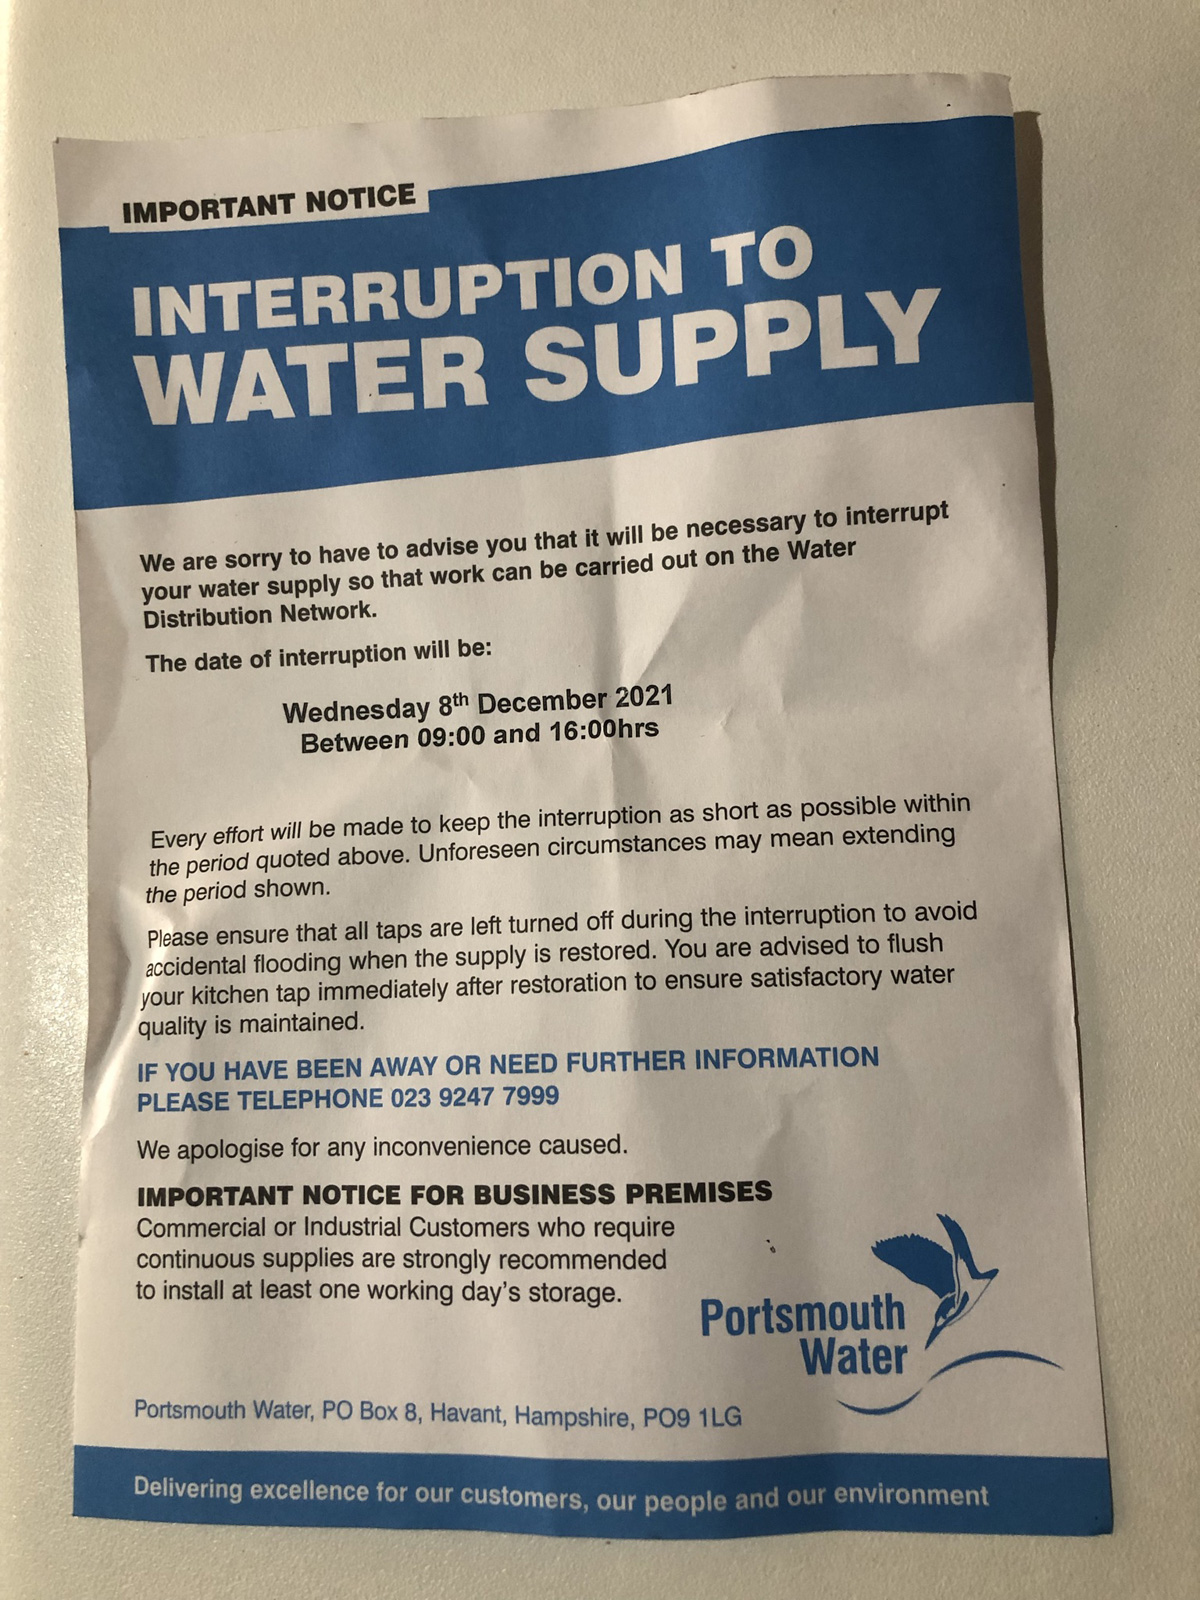 IMPORTANT NOTICE
INTERRUPTION TO
WATER SUPPLY
We are sorry to have to advise you that it will be necessary to interrupt
your water supply so that work can be carried out on the Water
Distribution Network.
The date of interruption will be:
Wednesday 8th December 2021
Between 09:00 and 16:00hrs
Every effort will be made to keep the interruption as short as possible within
the period quoted above. Unforeseen circumstances may mean extending
the period shown.
Please ensure that all taps are left turned off during the interruption to avoid
accidental flooding when the supply is restored. You are advised to flush
your kitchen tap immediately after restoration to ensure satisfactory water
quality is maintained.
IF YOU HAVE BEEN AWAY OR NEED FURTHER INFORMATION
PLEASE TELEPHONE 023 9247 7999
We apologise for any inconvenience caused.
IMPORTANT NOTICE FOR BUSINESS PREMISES
Commercial or Industrial Customers who require
continuous supplies are strongly recommended
to install at least one working day's storage.
Portsmouth
Water
Portsmouth Water, PO Box 8, Havant, Hampshire, PO9 1LG
Delivering excellence for our customers, our people and our environment